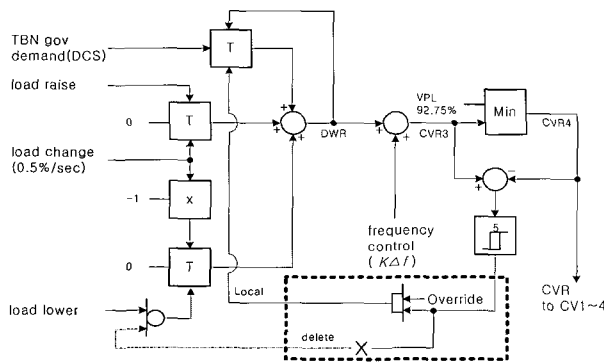 TBN gov
demand(DCS)
T
load raise
0
T
load change
(0.5%/sec)
-1
x
0
T
load lower
+
+
+
DWR
+
+
CVR3
VPL
92.75%
Min
CVR4
+
−
5
frequency
control
( KΔf )
Local
Override
delete
X
CVR
to CV1~4